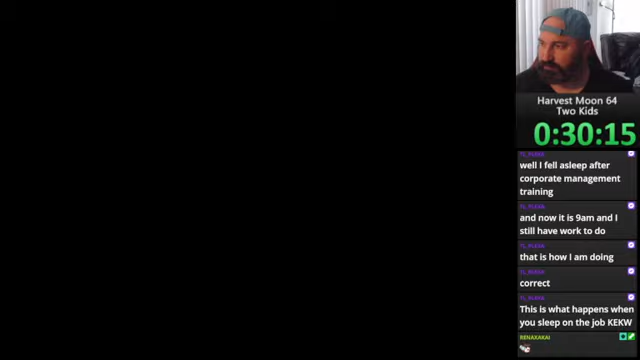 Harvest Moon 64
Two Kids
0:30:15
well I fell asleep after
corporate management
training
and now it is 9am and I
still have work to do
that is how I am doing
correct
This is what happens when
you sleep on the job KEKW
RENAXAKAI